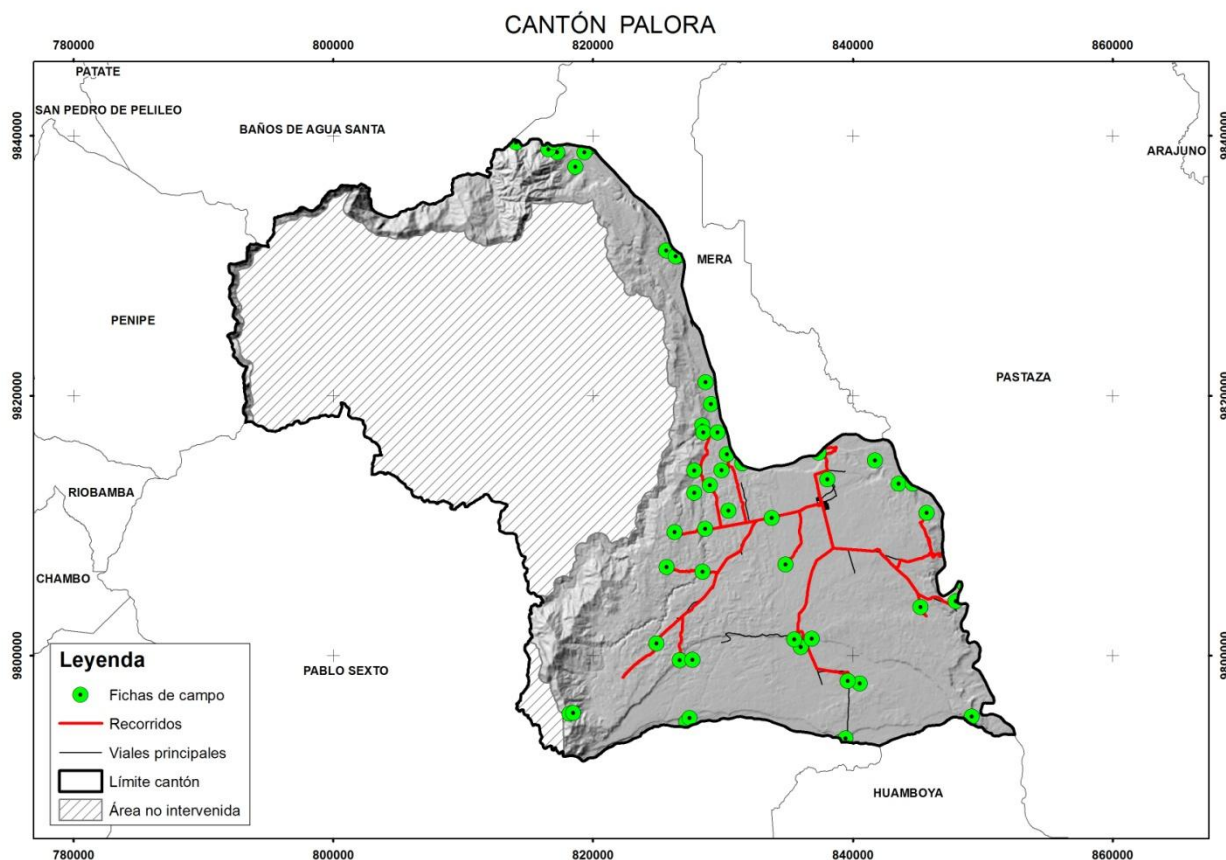 CANTÓN PALORA
780000
800000
820000
840000
860000
PATATE
SAN PEDRO DE PELILEO
BAÑOS DE AGUA SANTA
9840000
9840000
ARAJUNO
MERA
PENIPE
PASTAZA
9820000
9820000
RIOBAMBA
CHAMBO
9800000
9800000
PABLO SEXTO
HUAMBOYA
Leyenda
Fichas de campo
Recorridos
Viales principales
Límite cantón
Área no intervenida
780000
800000
820000
840000
860000